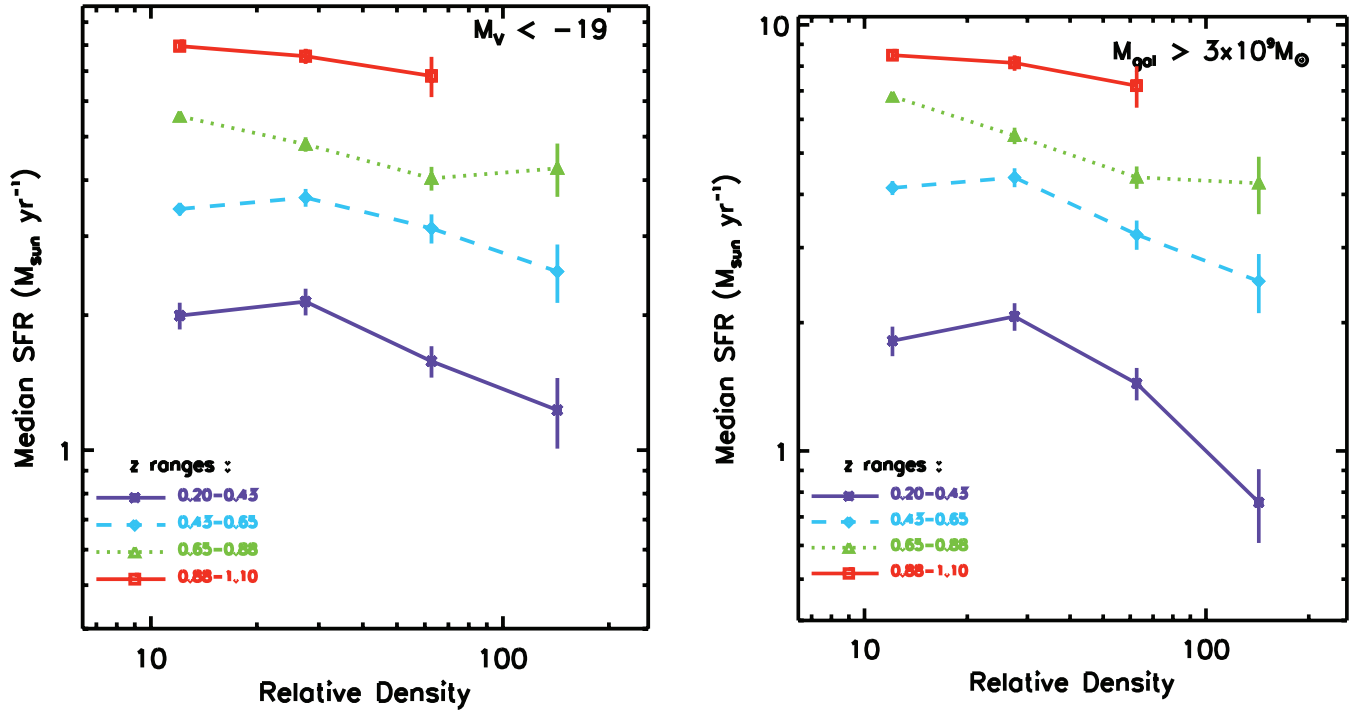 M_V < −19
Median SFR (M_sun yr⁻¹)
1
z ranges :
0.20−0.43
0.43−0.65
0.65−0.88
0.88−1.10
10
100
Relative Density
10
M_gal > 3x10⁹M_⊙
Median SFR (M_sun yr⁻¹)
1
z ranges :
0.20−0.43
0.43−0.65
0.65−0.88
0.88−1.10
10
100
Relative Density